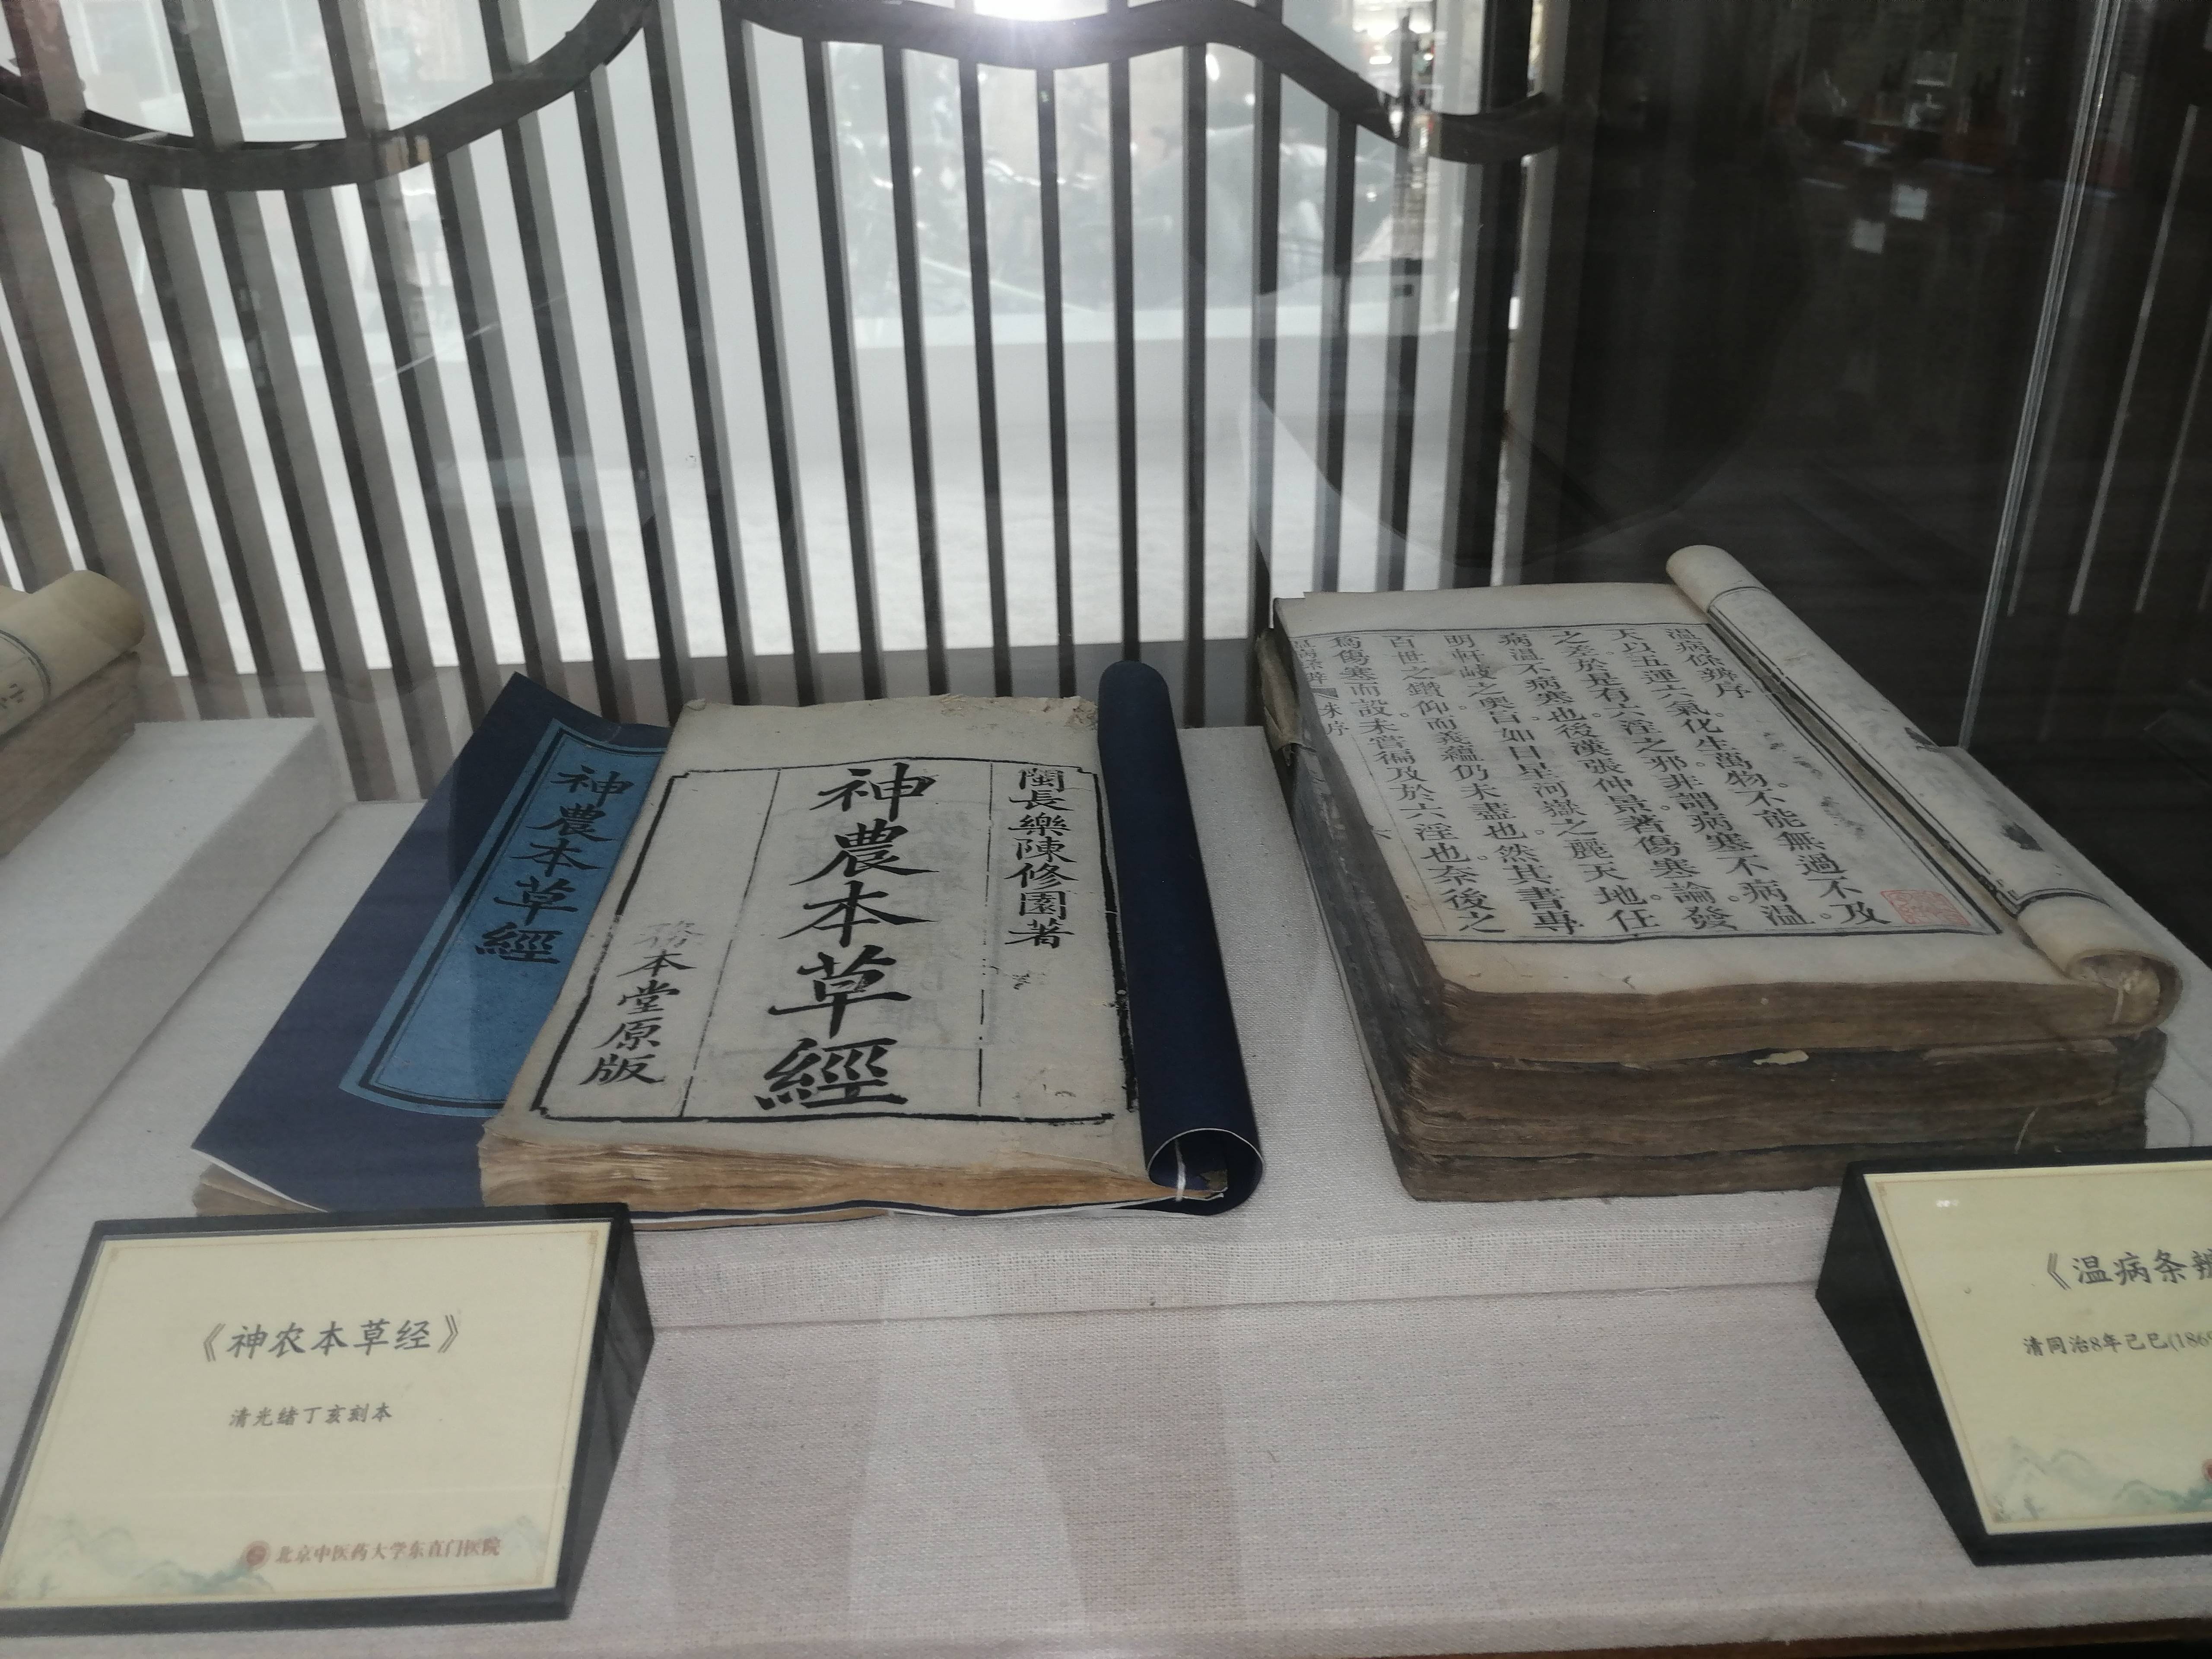 神農本草經
閩長樂陳修園著
神農本草經
務本堂原版
温病條辨序
天以五運六氣化生萬物。不能無過不及
之差於是有六淫之邪非謂病寒不病温。
病温不病寒也後漢張仲景著傷寒論發
明軒岐之奥旨如日星河嶽之麗天地任
百世之鑽仰而義蘊仍未盡也。然其書專
爲傷寒而設未嘗徧及於六淫也奈後之
《神农本草经》
清光绪丁亥刻本
北京中医药大学东直门医院
《温病条辨
清同治8年己巳(1869